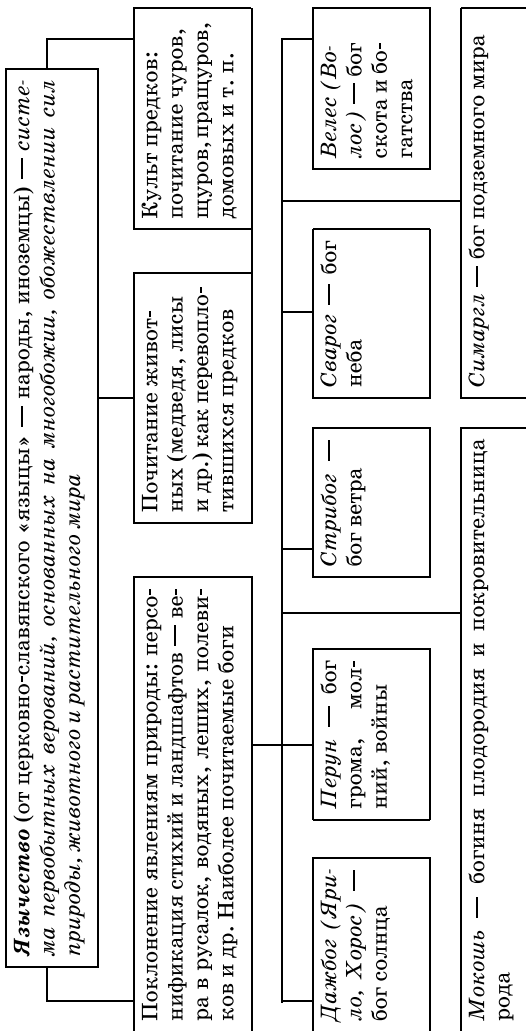 Язычество (от церковно-славянского «языцы» — народы, иноземцы) — систе-
ма первобытных верований, основанных на многобожии, обожествлении сил
природы, животного и растительного мира
Поклонение явлениям природы: персо-
нификация стихий и ландшафтов — ве-
ра в русалок, водяных, леших, полеви-
ков и др. Наиболее почитаемые боги
Почитание живот-
ных (медведя, лисы
и др.) как перевопло-
тившихся предков
Культ предков:
почитание чуров,
щуров, пращуров,
домовых и т. п.
Дажбог (Яри-
ло, Хорос) —
бог солнца
Перун — бог
грома, мол-
ний, войны
Стрибог —
бог ветра
Сварог — бог
неба
Велес (Во-
лос) — бог
скота и бо-
гатства
Мокошь — богиня плодородия и покровительница
рода
Симаргл — бог подземного мира